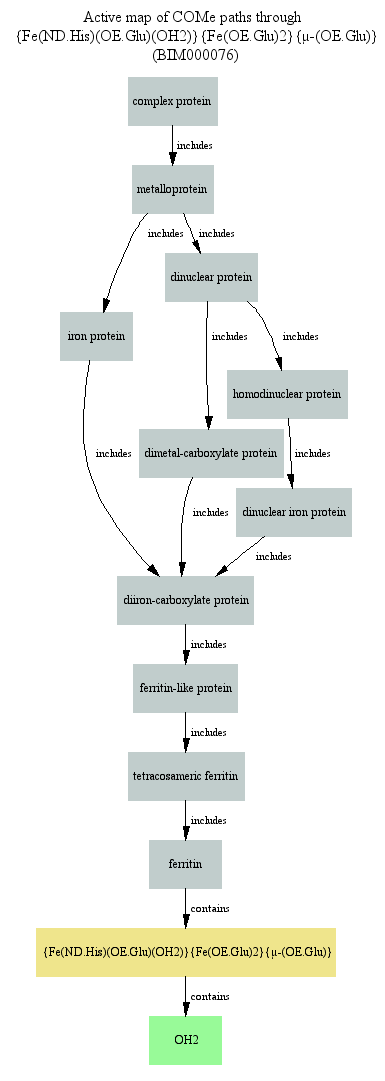 Active map of COMe paths through
{Fe(ND.His)(OE.Glu)(OH2)}{Fe(OE.Glu)2}{μ-(OE.Glu)}
(BIM000076)
complex protein
includes
metalloprotein
includes
includes
dinuclear protein
iron protein
includes
includes
homodinuclear protein
includes
dimetal-carboxylate protein
includes
dinuclear iron protein
includes
includes
diiron-carboxylate protein
includes
ferritin-like protein
includes
tetracosameric ferritin
includes
ferritin
contains
{Fe(ND.His)(OE.Glu)(OH2)}{Fe(OE.Glu)2}{μ-(OE.Glu)}
contains
OH2